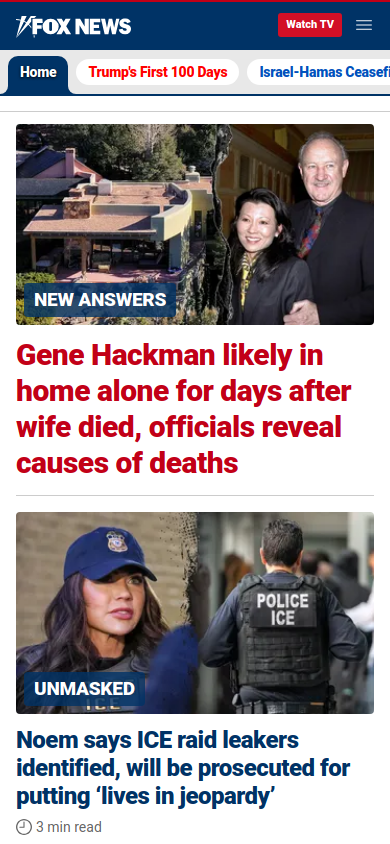 FOX NEWS
Watch TV
Home
Trump's First 100 Days
Israel-Hamas Ceasefi
NEW ANSWERS
Gene Hackman likely in
home alone for days after
wife died, officials reveal
causes of deaths
POLICE
ICE
UNMASKED
ICE
Noem says ICE raid leakers
identified, will be prosecuted for
putting ‘lives in jeopardy’
3 min read